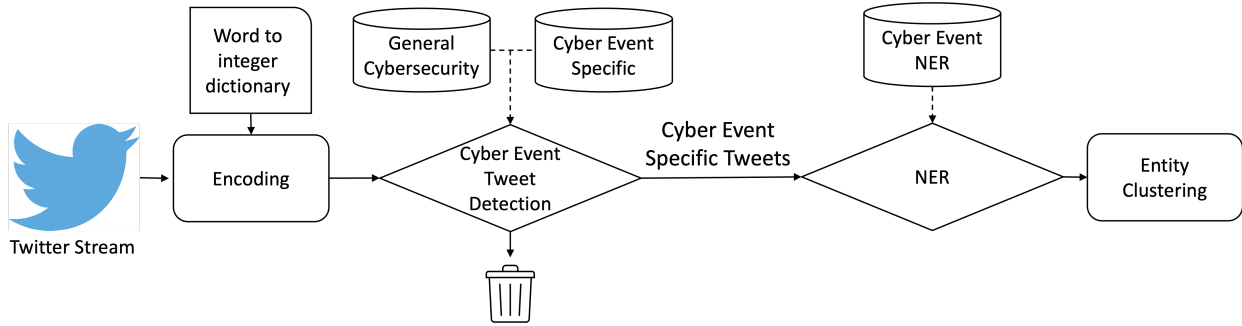 Word to
integer
dictionary
General
Cybersecurity
Cyber Event
Specific
Cyber Event
NER
Twitter Stream
Encoding
Cyber Event
Tweet
Detection
Cyber Event
Specific Tweets
NER
Entity
Clustering